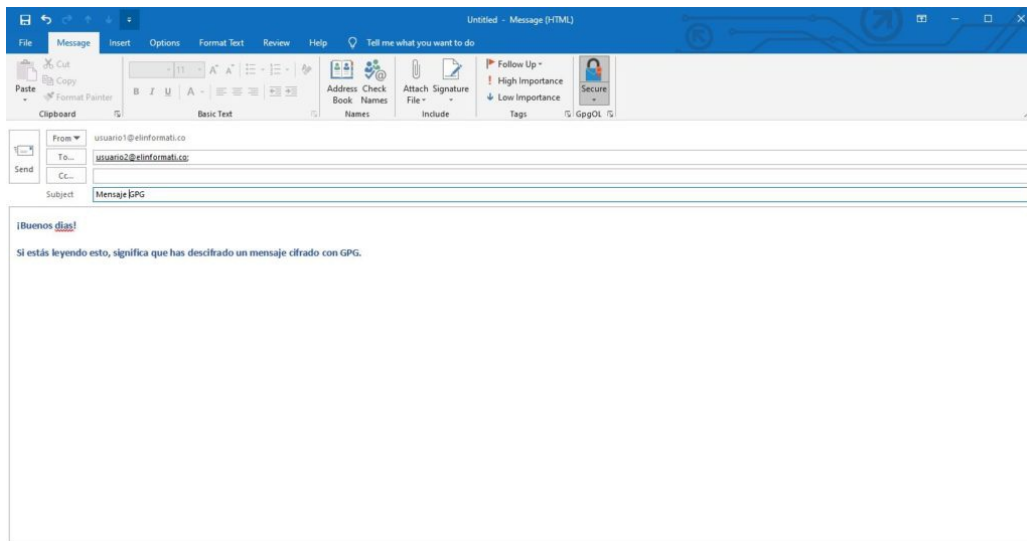 Untitled - Message (HTML)
File Message Insert Options Format Text Review Help Tell me what you want to do
Paste
Cut
Copy
Format Painter
Clipboard
11
B I U A
Basic Text
Address Book
Check Names
Names
Attach File
Signature
Include
Follow Up
High Importance
Low Importance
Tags
Secure
GpgOL
Send
From usuario1@elinformati.co
To... usuario2@elinformati.co;
Cc...
Subject Mensaje GPG
¡Buenos dias!
Si estás leyendo esto, significa que has descifrado un mensaje cifrado con GPG.